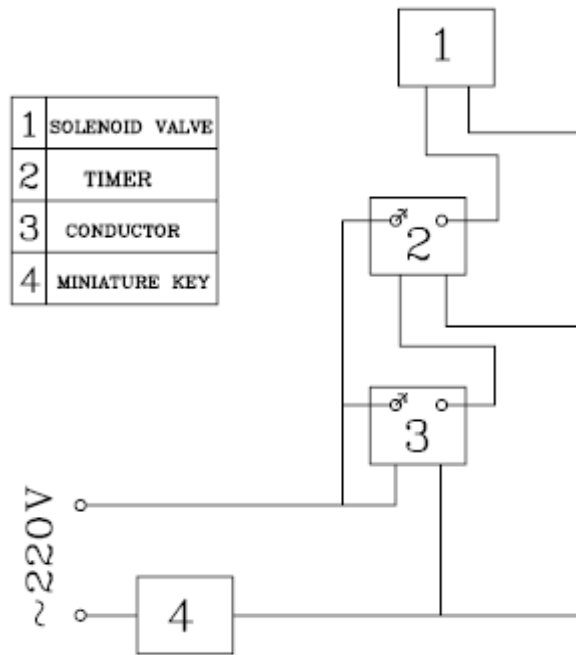 1
1 SOLENOID VALVE
2 TIMER
3 CONDUCTOR
4 MINIATURE KEY
2
3
~220V
4